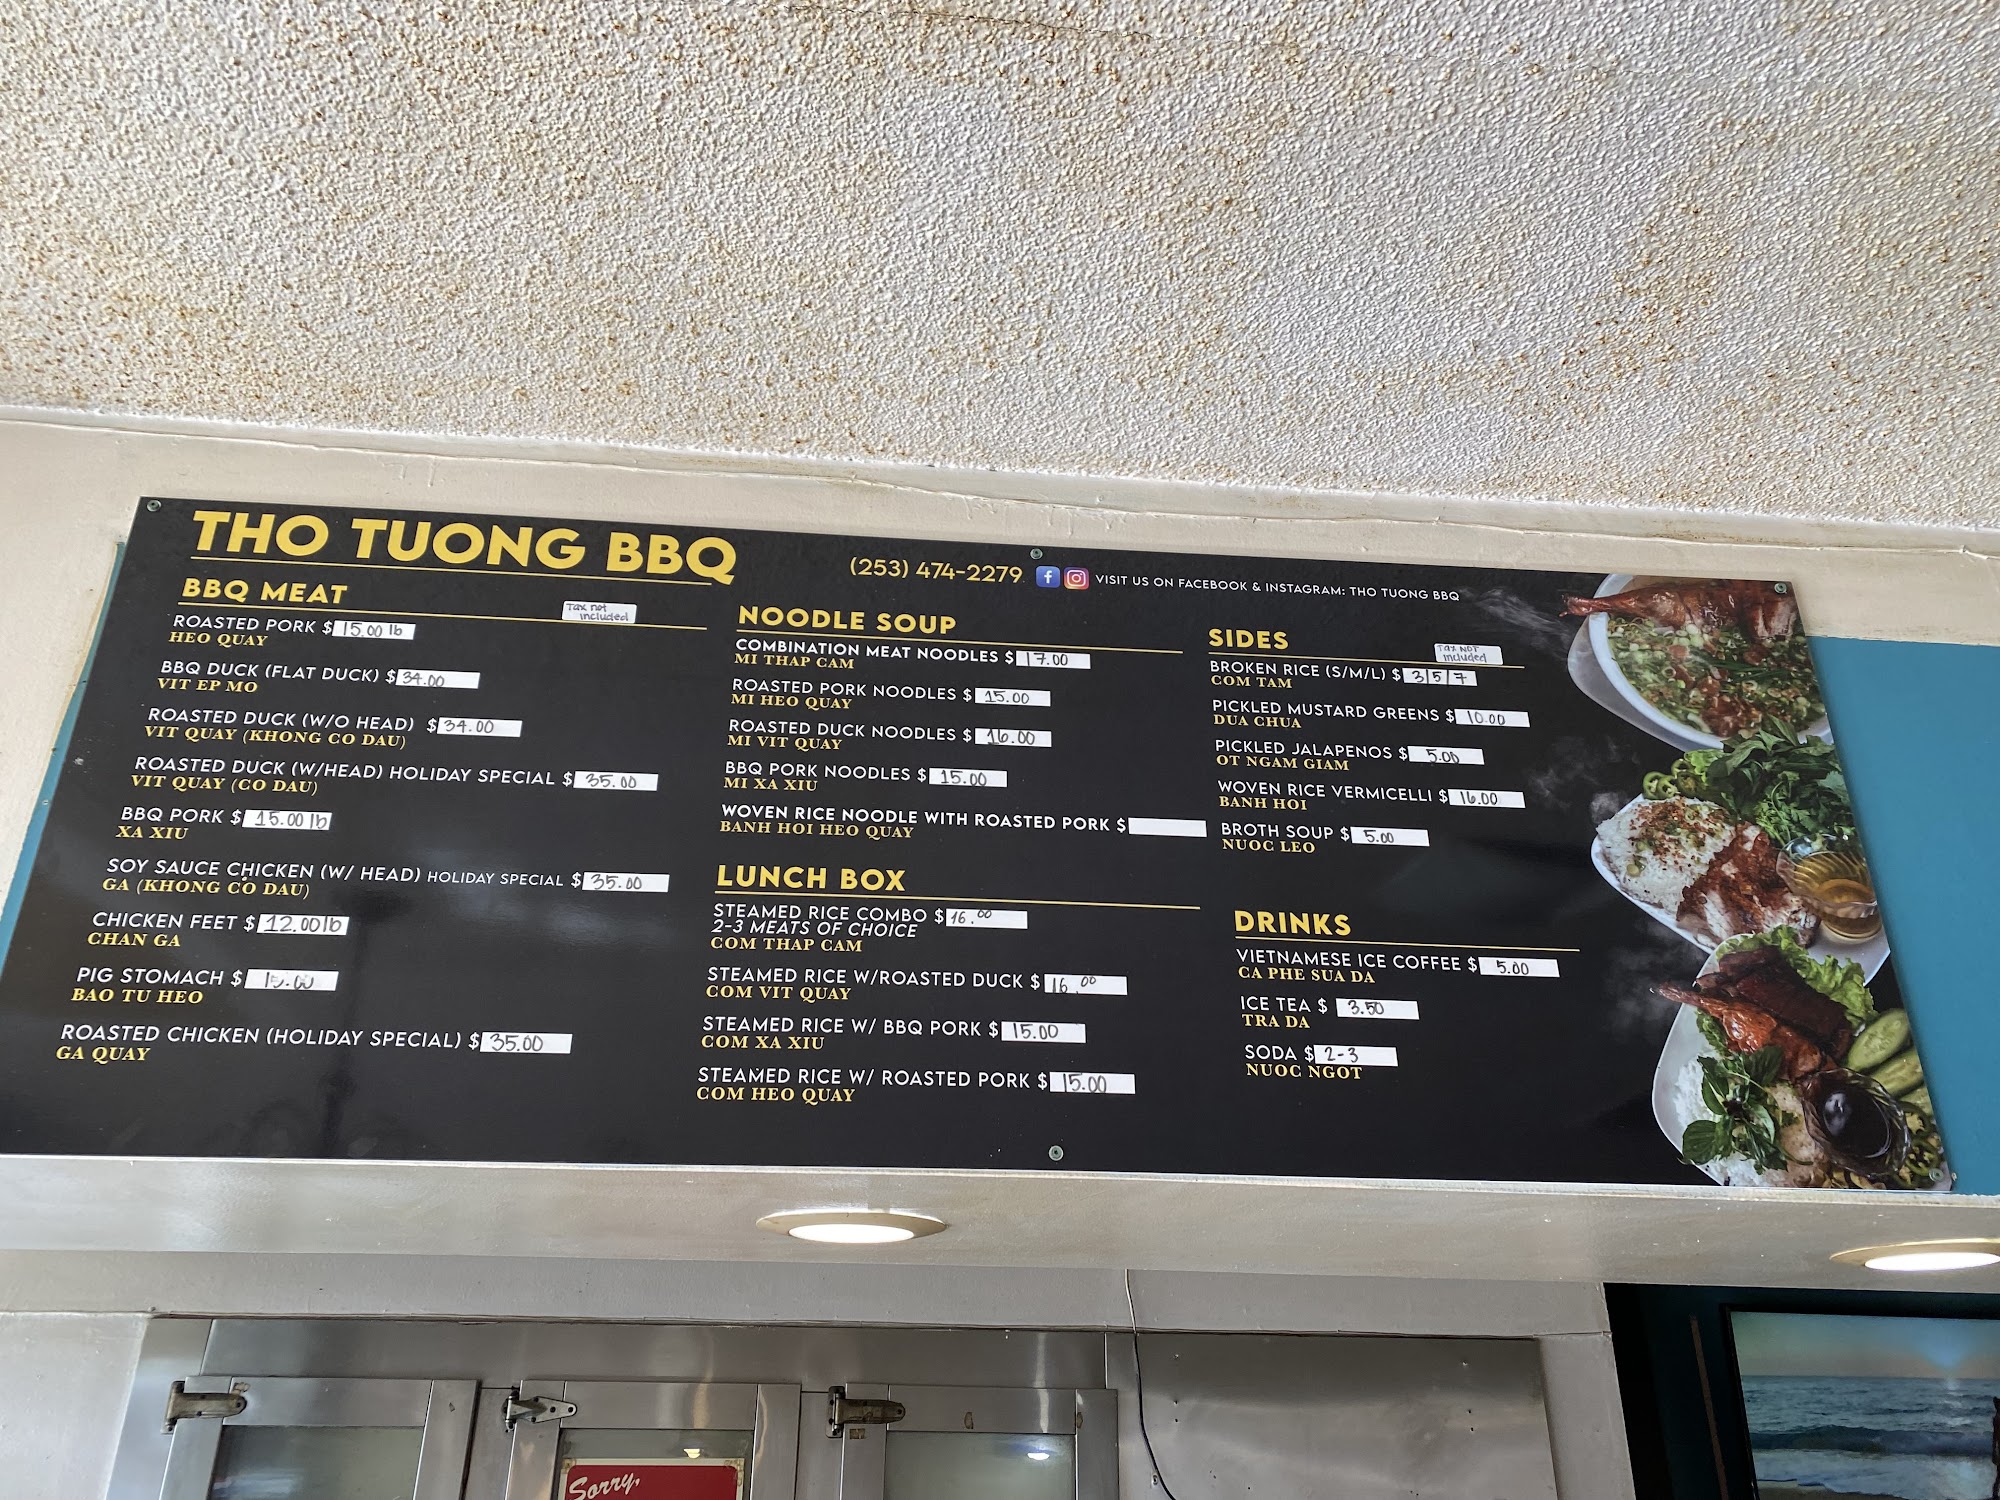 THO TUONG BBQ
(253) 474-2279
VISIT US ON FACEBOOK & INSTAGRAM: THO TUONG BBQ
BBQ MEAT
Tax not
included
ROASTED PORK $ 15.00 lb
HEO QUAY
BBQ DUCK (FLAT DUCK) $ 34.00
VIT EP MO
ROASTED DUCK (W/O HEAD) $ 34.00
VIT QUAY (KHONG CO DAU)
ROASTED DUCK (W/HEAD) HOLIDAY SPECIAL $ 35.00
VIT QUAY (CO DAU)
BBQ PORK $ 15.00 lb
XA XIU
SOY SAUCE CHICKEN (W/ HEAD) HOLIDAY SPECIAL $ 35.00
GA (KHONG CO DAU)
CHICKEN FEET $ 12.00 lb
CHAN GA
PIG STOMACH $ 15.00
BAO TU HEO
ROASTED CHICKEN (HOLIDAY SPECIAL) $ 35.00
GA QUAY
NOODLE SOUP
COMBINATION MEAT NOODLES $ 17.00
MI THAP CAM
ROASTED PORK NOODLES $ 15.00
MI HEO QUAY
ROASTED DUCK NOODLES $ 16.00
MI VIT QUAY
BBQ PORK NOODLES $ 15.00
MI XA XIU
WOVEN RICE NOODLE WITH ROASTED PORK $
BANH HOI HEO QUAY
LUNCH BOX
STEAMED RICE COMBO $ 16.00
2-3 MEATS OF CHOICE
COM THAP CAM
STEAMED RICE W/ROASTED DUCK $ 16.00
COM VIT QUAY
STEAMED RICE W/ BBQ PORK $ 15.00
COM XA XIU
STEAMED RICE W/ ROASTED PORK $ 15.00
COM HEO QUAY
SIDES
Tax NOT
included
BROKEN RICE (S/M/L) $ 3/5/7
COM TAM
PICKLED MUSTARD GREENS $ 10.00
DUA CHUA
PICKLED JALAPENOS $ 5.00
OT NGAM GIAM
WOVEN RICE VERMICELLI $ 16.00
BANH HOI
BROTH SOUP $ 5.00
NUOC LEO
DRINKS
VIETNAMESE ICE COFFEE $ 5.00
CA PHE SUA DA
ICE TEA $ 3.50
TRA DA
SODA $ 2-3
NUOC NGOT
Sorry,